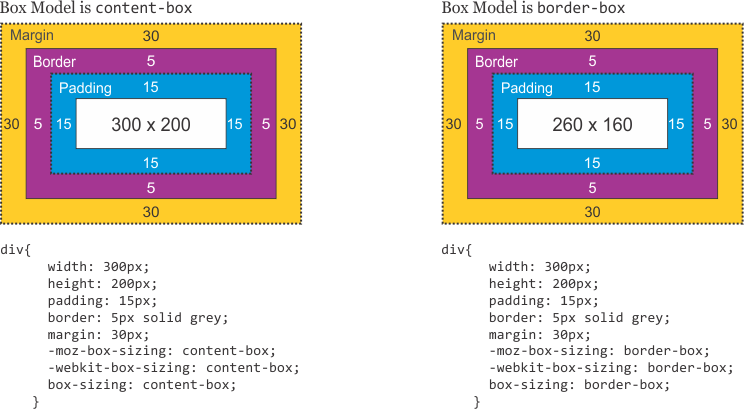 Box Model is content-box
Margin
30
Border
5
Padding
15
30 5 15 300 x 200 15 5 30
15
5
30
div{
width: 300px;
height: 200px;
padding: 15px;
border: 5px solid grey;
margin: 30px;
-moz-box-sizing: content-box;
-webkit-box-sizing: content-box;
box-sizing: content-box;
}
Box Model is border-box
Margin
30
Border
5
Padding
15
30 5 15 260 x 160 15 5 30
15
5
30
div{
width: 300px;
height: 200px;
padding: 15px;
border: 5px solid grey;
margin: 30px;
-moz-box-sizing: border-box;
-webkit-box-sizing: border-box;
box-sizing: border-box;
}